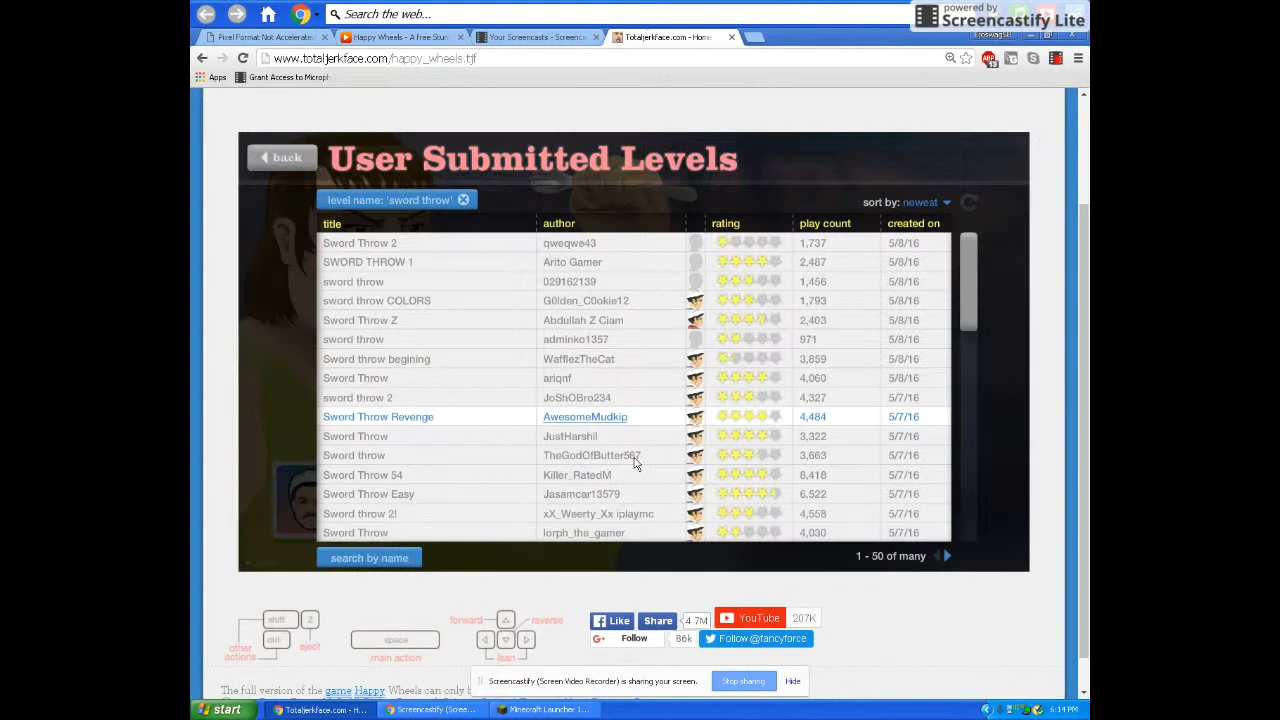 Search the web...
powered by
Screencastify Lite
Pixel Format Not Accelerated
Happy Wheels - A free Stun
Your Screencasts - Screenca
Totaljerkface.com - Home
www.totaljerkface.com/happy_wheels.tjf
Apps
Grant Access to Microph
back
User Submitted Levels
level name: 'sword throw'
sort by: newest
title author rating play count created on
Sword Throw 2 qweqwe43 1,737 5/8/16
SWORD THROW 1 Arito Gamer 2,487 5/8/16
sword throw 029162139 1,456 5/8/16
sword throw COLORS G0lden_C0okie12 1,793 5/8/16
Sword Throw Z Abdullah Z Ciam 2,403 5/8/16
sword throw adminko1357 971 5/8/16
Sword throw begining WafflezTheCat 3,859 5/8/16
Sword Throw ariqnf 4,060 5/8/16
sword throw 2 JoShOBro234 4,327 5/7/16
Sword Throw Revenge AwesomeMudkip 4,484 5/7/16
Sword Throw JustHarshil 3,322 5/7/16
Sword throw TheGodOfButter567 3,663 5/7/16
Sword Throw 54 Killer_RatedM 8,418 5/7/16
Sword Throw Easy Jasamcar13579 6,522 5/7/16
Sword throw 2! xX_Weerty_Xx iplaymc 4,558 5/7/16
Sword Throw lorph_the_gamer 4,030 5/7/16
search by name
1 - 50 of many
shift Z
ctrl
eject
other
actions
space
main action
forward
reverse
lean
Like Share 4.7M
YouTube 207K
Follow 86k
Follow @fancyforce
Screencastify (Screen Video Recorder) is sharing your screen.
Stop sharing
Hide
The full version of the game Happy Wheels can only b
start
Totaljerkface.com - H...
Screencastify (Scree...
Minecraft Launcher 1...
6:14 PM